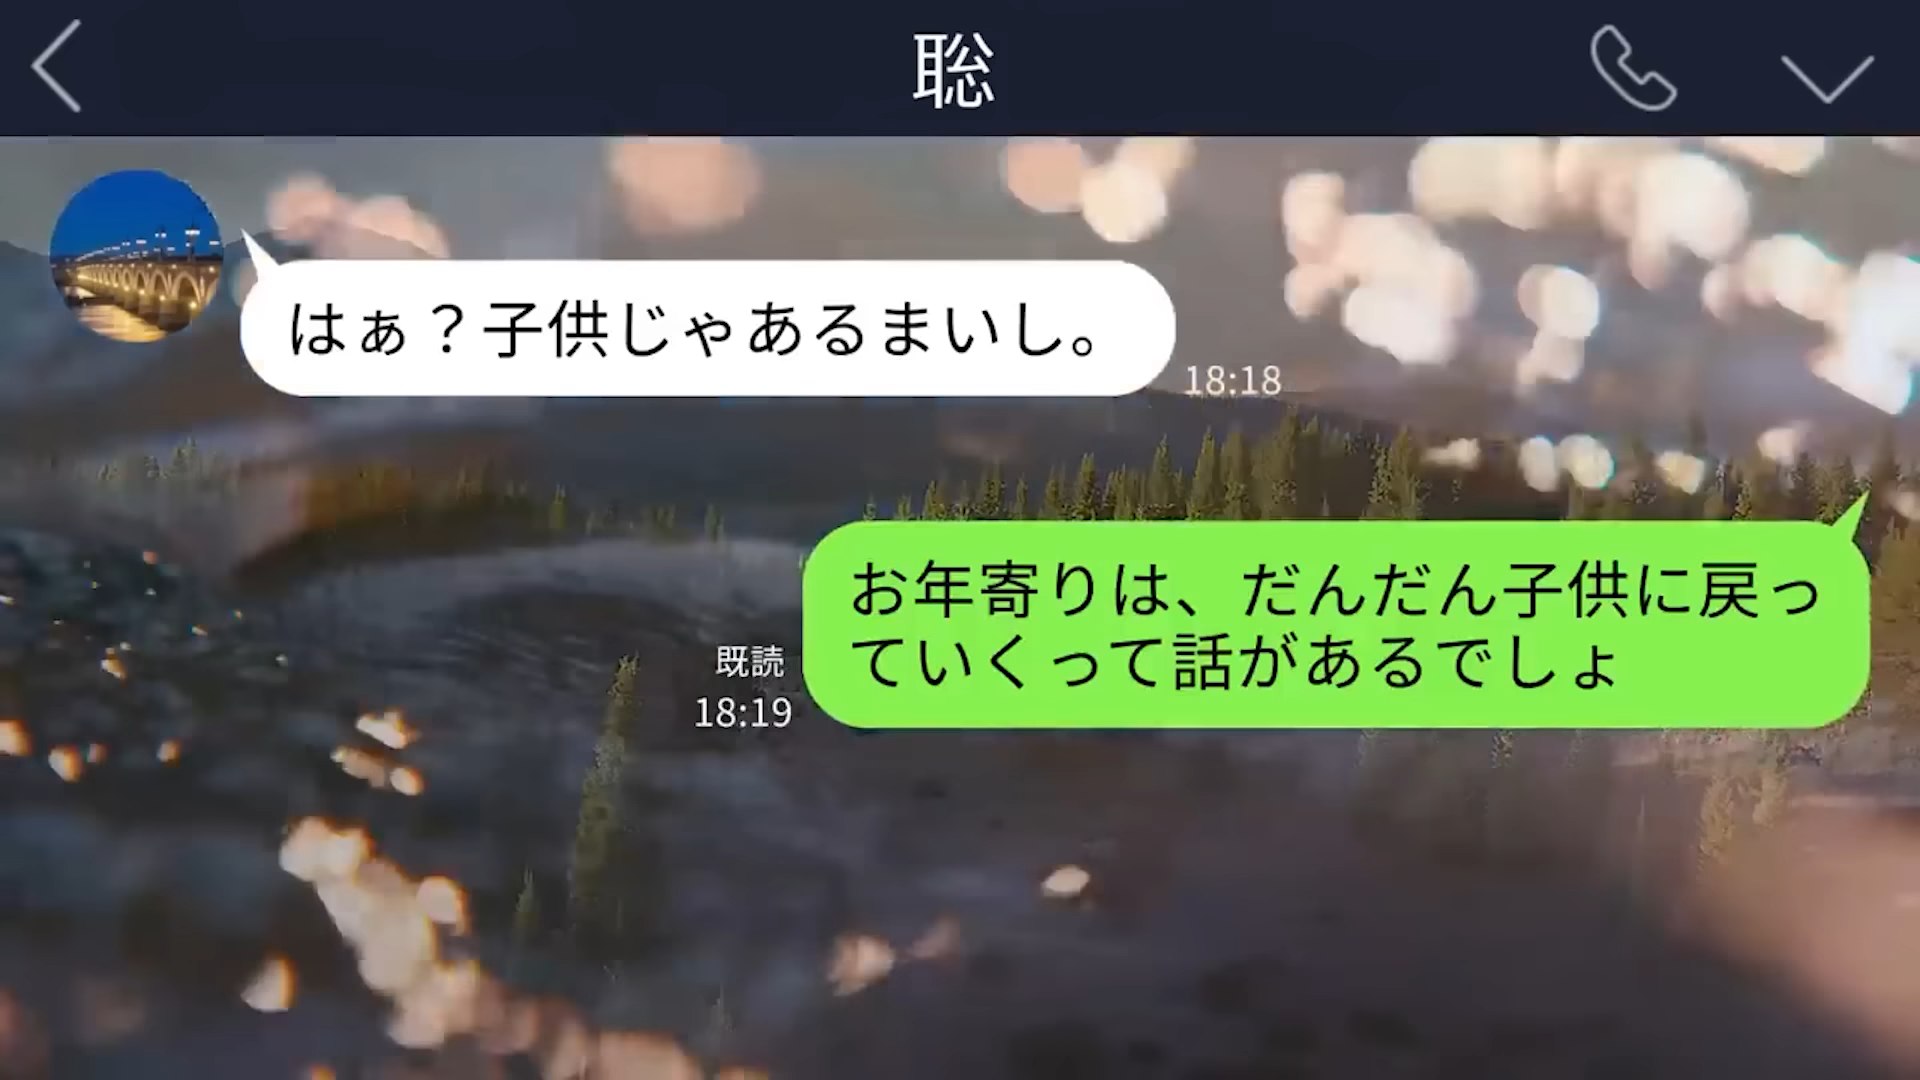 聡
はぁ？子供じゃあるまいし。
18:18
お年寄りは、だんだん子供に戻っ
ていくって話があるでしょ
既読
18:19